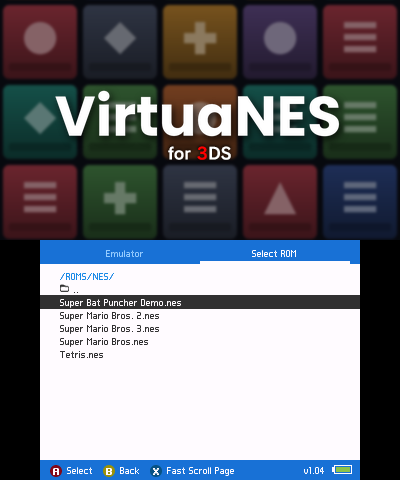 VirtuaNES
for 3DS
Emulator Select ROM
/ROMS/NES/
..
Super Bat Puncher Demo.nes
Super Mario Bros. 2.nes
Super Mario Bros. 3.nes
Super Mario Bros.nes
Tetris.nes
A Select B Back X Fast Scroll Page v1.04